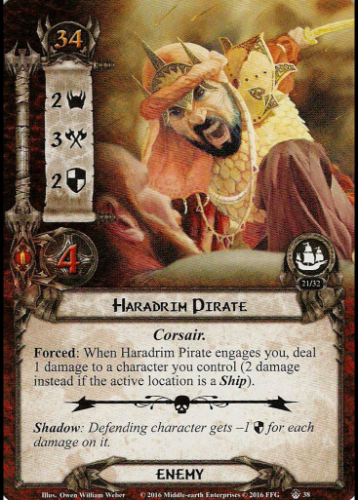 34
2
3
2
4
21/32
HARADRIM PIRATE
Corsair.
Forced: When Haradrim Pirate engages you, deal
1 damage to a character you control (2 damage
instead if the active location is a Ship).
Shadow: Defending character gets –1 for
each damage on it.
ENEMY
Illus. Owen William Weber © 2016 Middle-earth Enterprises © 2016 FFG 38